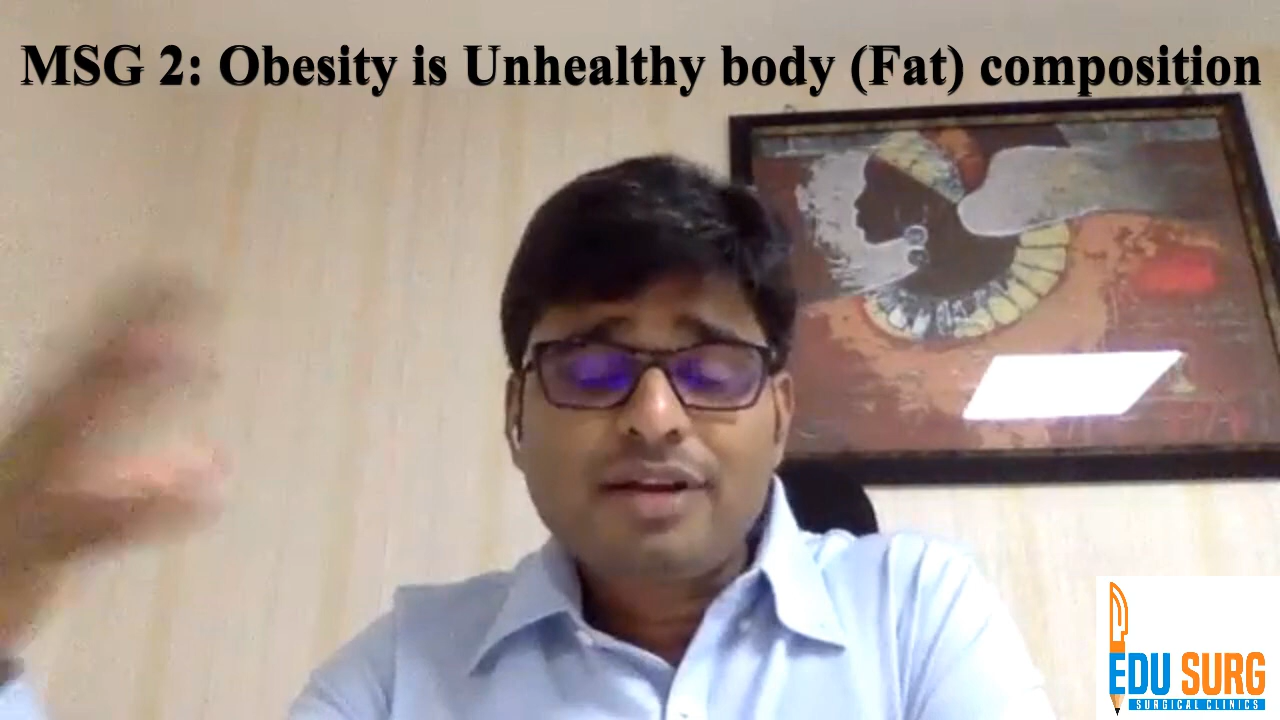 MSG 2: Obesity is Unhealthy body (Fat) composition
EDU SURG
SURGICAL CLINICS